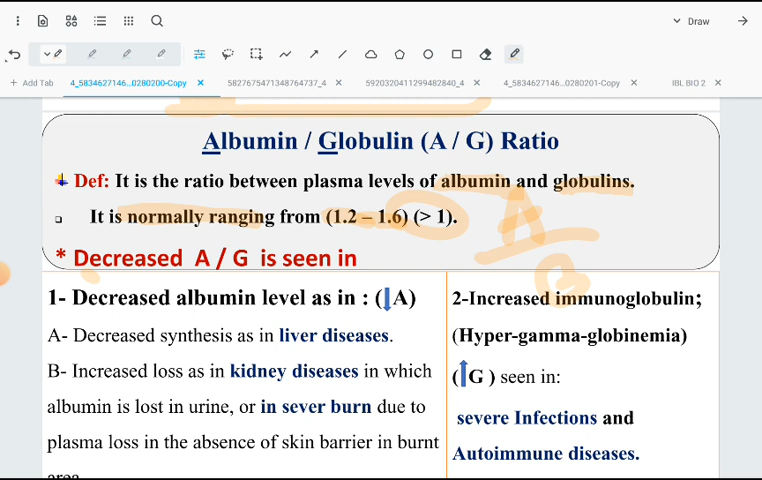 Draw
Add Tab
4_5834627146...0280200-Copy
5827675471348764737_4
5920320411299482840_4
4_5834627146...0280201-Copy
IBL BIO 2
Albumin / Globulin (A / G) Ratio
Def: It is the ratio between plasma levels of albumin and globulins.
It is normally ranging from (1.2 – 1.6) (> 1).
A
G
* Decreased A / G is seen in
1- Decreased albumin level as in : (↓A)
A- Decreased synthesis as in liver diseases.
B- Increased loss as in kidney diseases in which
albumin is lost in urine, or in sever burn due to
plasma loss in the absence of skin barrier in burnt
area
2-Increased immunoglobulin;
(Hyper-gamma-globinemia)
(↑G ) seen in:
severe Infections and
Autoimmune diseases.